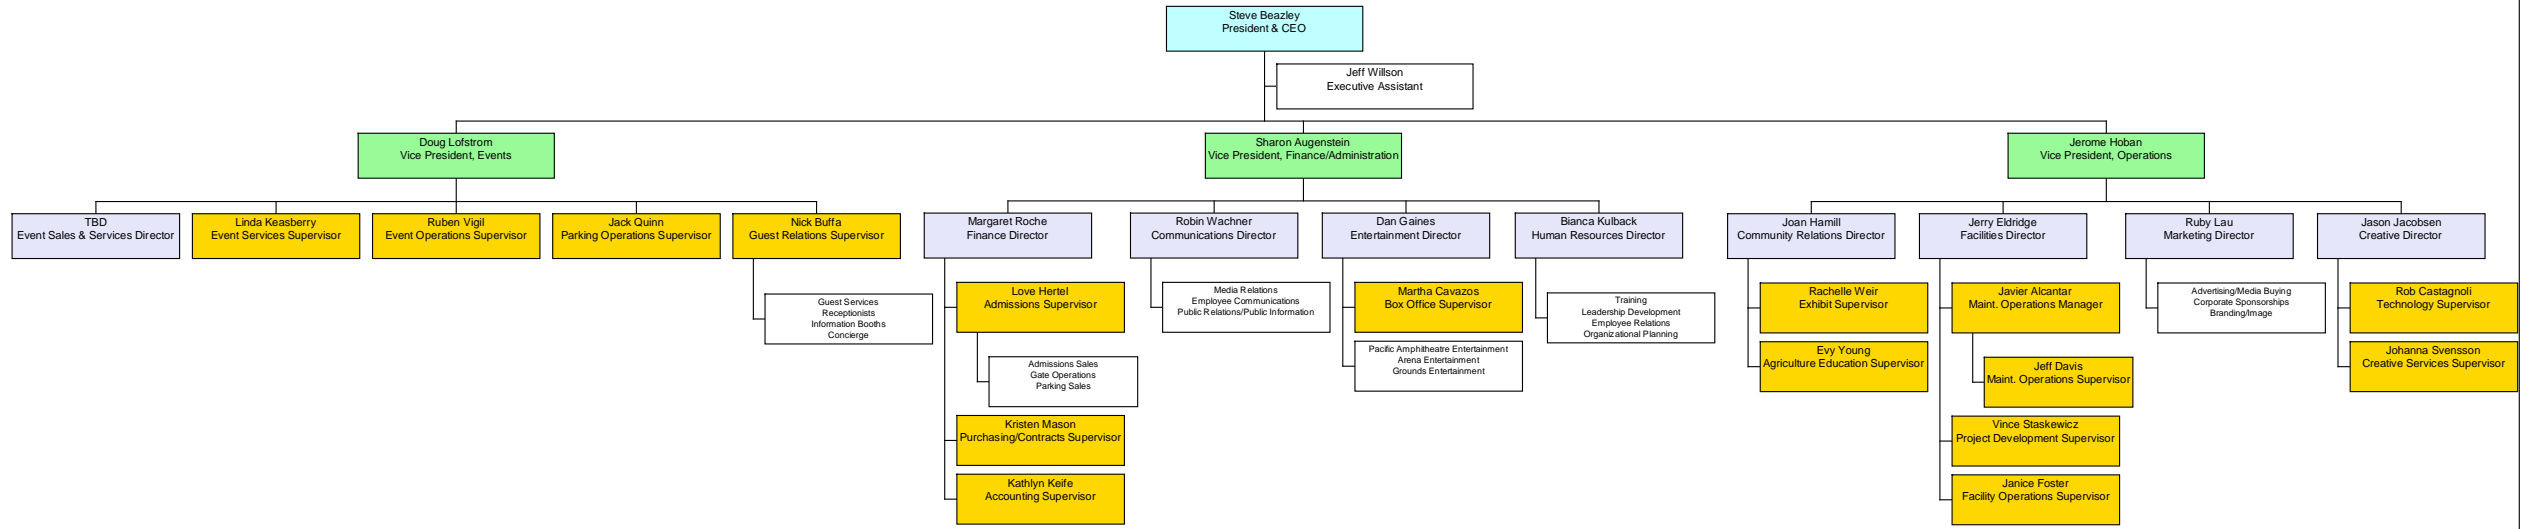 Steve Beazley
President & CEO
Jeff Willson
Executive Assistant
Doug Lofstrom
Vice President, Events
Sharon Augenstein
Vice President, Finance/Administration
Jerome Hoban
Vice President, Operations
TBD
Event Sales & Services Director
Linda Keasberry
Event Services Supervisor
Ruben Vigil
Event Operations Supervisor
Jack Quinn
Parking Operations Supervisor
Nick Buffa
Guest Relations Supervisor
Guest Services
Receptionists
Information Booths
Concierge
Margaret Roche
Finance Director
Love Hertel
Admissions Supervisor
Admissions Sales
Gate Operations
Parking Sales
Kristen Mason
Purchasing/Contracts Supervisor
Kathlyn Keife
Accounting Supervisor
Robin Wachner
Communications Director
Media Relations
Employee Communications
Public Relations/Public Information
Dan Gaines
Entertainment Director
Martha Cavazos
Box Office Supervisor
Pacific Amphitheatre Entertainment
Arena Entertainment
Grounds Entertainment
Bianca Kulback
Human Resources Director
Training
Leadership Development
Employee Relations
Organizational Planning
Joan Hamill
Community Relations Director
Rachelle Weir
Exhibit Supervisor
Evy Young
Agriculture Education Supervisor
Jerry Eldridge
Facilities Director
Javier Alcantar
Maint. Operations Manager
Jeff Davis
Maint. Operations Supervisor
Vince Staskewicz
Project Development Supervisor
Janice Foster
Facility Operations Supervisor
Ruby Lau
Marketing Director
Advertising/Media Buying
Corporate Sponsorships
Branding/Image
Jason Jacobsen
Creative Director
Rob Castagnoli
Technology Supervisor
Johanna Svensson
Creative Services Supervisor